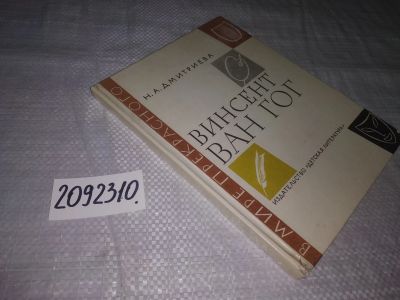 Н.А.ДМИТРИЕВА
ВИНСЕНТ
ВАН ГОГ
ИЗДАТЕЛЬСТВО «ДЕТСКАЯ ЛИТЕРАТУРА»
В МИРЕ ПРЕКРАСНОГО
2092310.